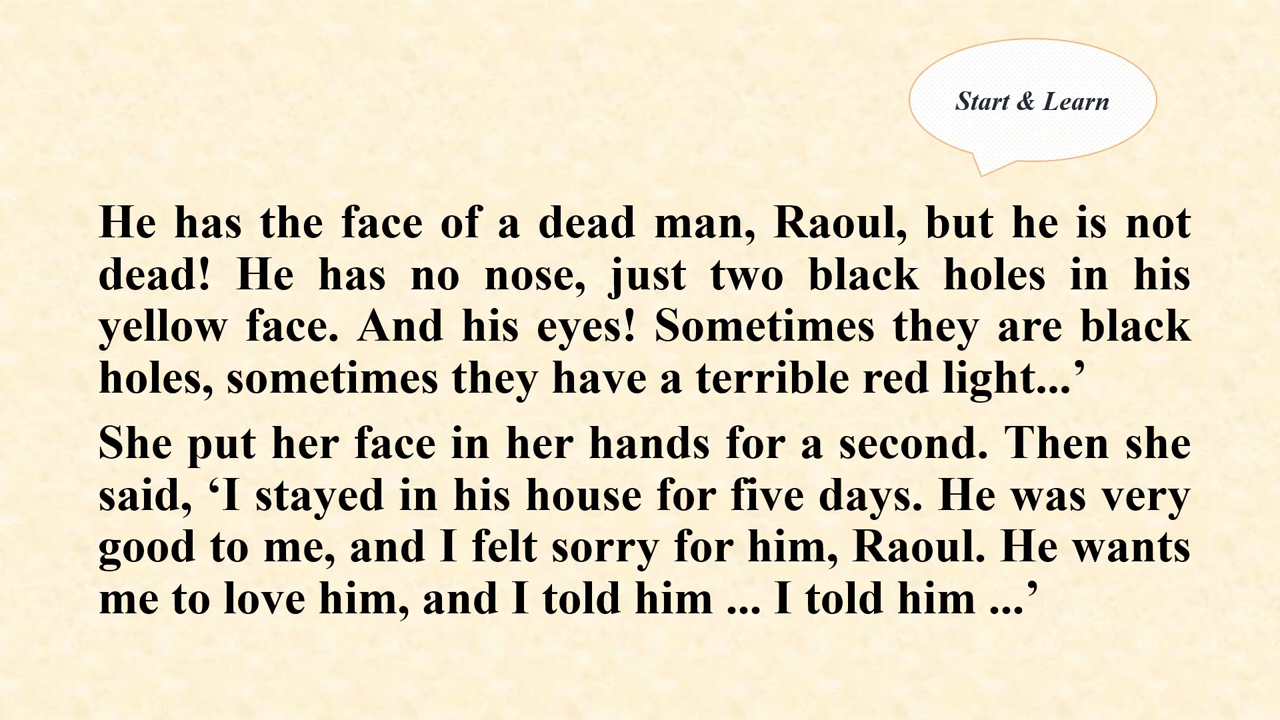 Start & Learn
He has the face of a dead man, Raoul, but he is not
dead! He has no nose, just two black holes in his
yellow face. And his eyes! Sometimes they are black
holes, sometimes they have a terrible red light...’
She put her face in her hands for a second. Then she
said, ‘I stayed in his house for five days. He was very
good to me, and I felt sorry for him, Raoul. He wants
me to love him, and I told him ... I told him ...’